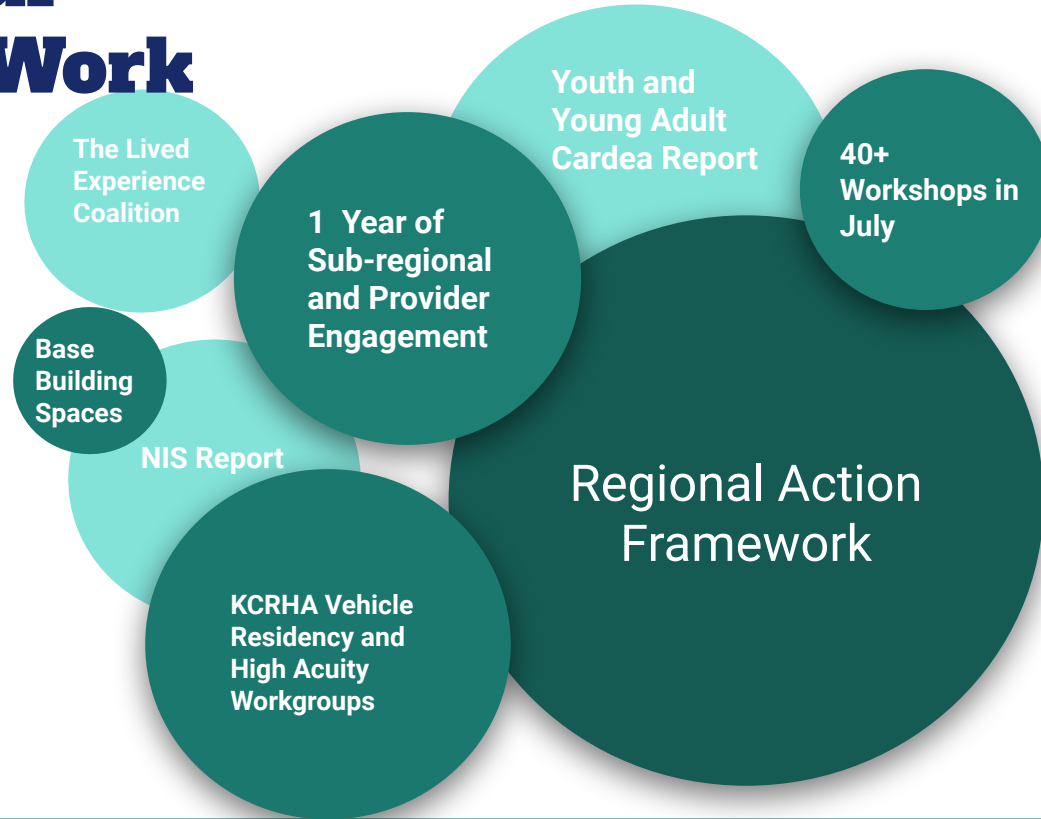 Work
The Lived
Experience
Coalition
1 Year of
Sub-regional
and Provider
Engagement
Youth and
Young Adult
Cardea Report
40+
Workshops in
July
Base
Building
Spaces
NIS Report
Regional Action
Framework
KCRHA Vehicle
Residency and
High Acuity
Workgroups